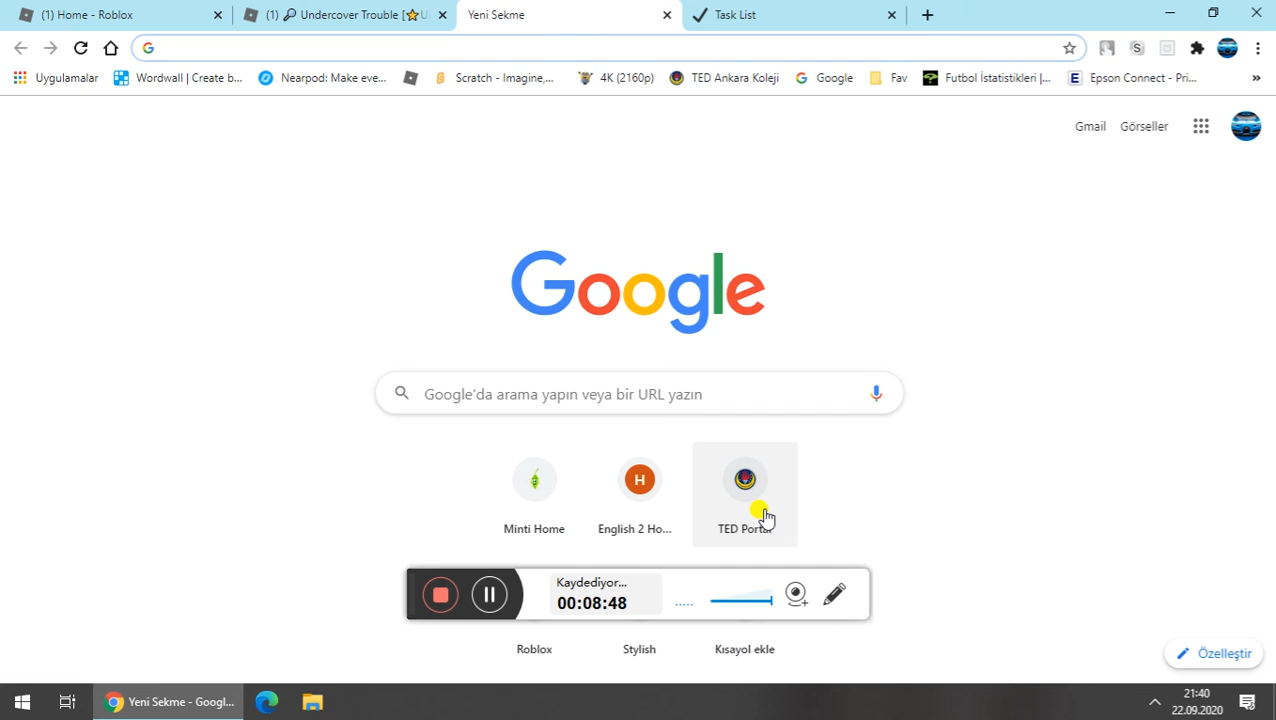 (1) Home - Roblox
(1) 🔎 Undercover Trouble [⭐U
Yeni Sekme
Task List
Uygulamalar
Wordwall | Create b...
Nearpod: Make eve...
Scratch - Imagine,...
4K (2160p)
TED Ankara Koleji
Google
Fav
Futbol İstatistikleri |...
Epson Connect - Pri...
Gmail
Görseller
Google
Google'da arama yapın veya bir URL yazın
H
Minti Home
English 2 Ho...
TED Portal
Kaydediyor...
00:08:48
Roblox
Stylish
Kısayol ekle
Özelleştir
Yeni Sekme - Googl...
21:40
22.09.2020